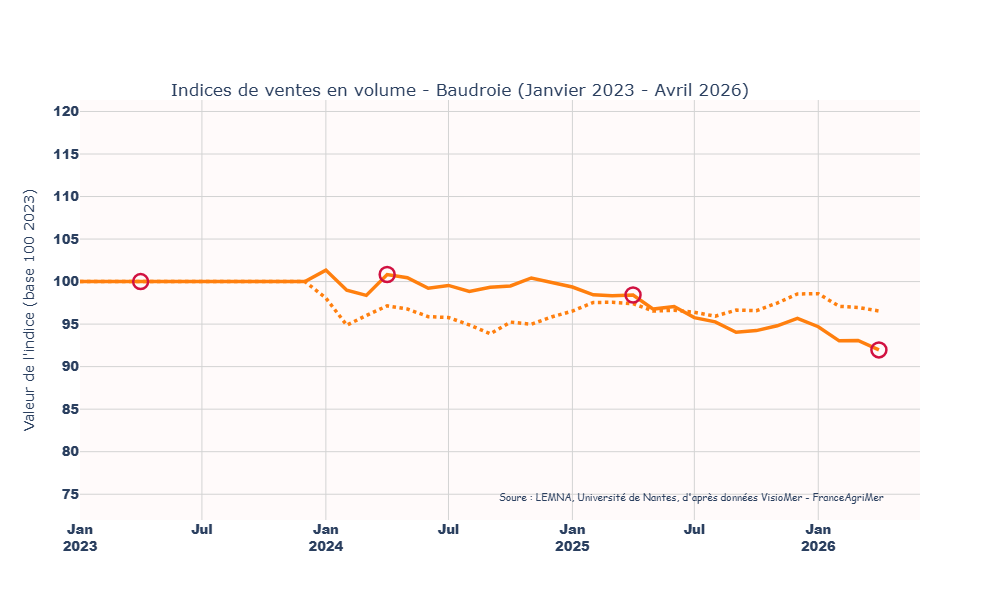 Indices de ventes en volume - Baudroie (Janvier 2023 - Avril 2026)
Valeur de l'indice (base 100 2023)
120
115
110
105
100
95
90
85
80
75
Soure : LEMNA, Université de Nantes, d'après données VisioMer - FranceAgriMer
Jan Jul Jan Jul Jan Jul Jan
2023 2024 2025 2026